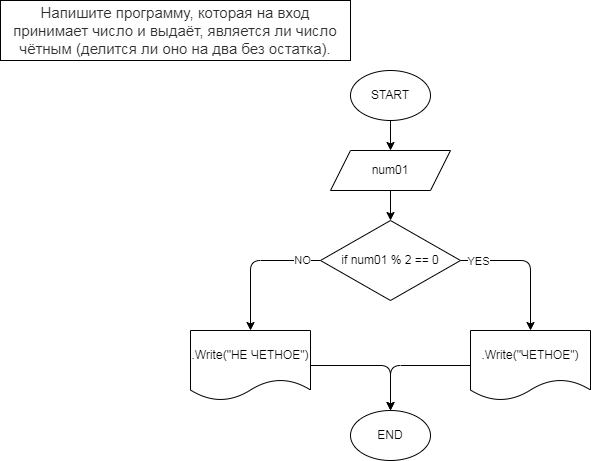 Напишите программу, которая на вход
принимает число и выдаёт, является ли число
чётным (делится ли оно на два без остатка).
START
num01
if num01 % 2 == 0
NO
YES
.Write("НЕ ЧЕТНОЕ")
.Write("ЧЕТНОЕ")
END